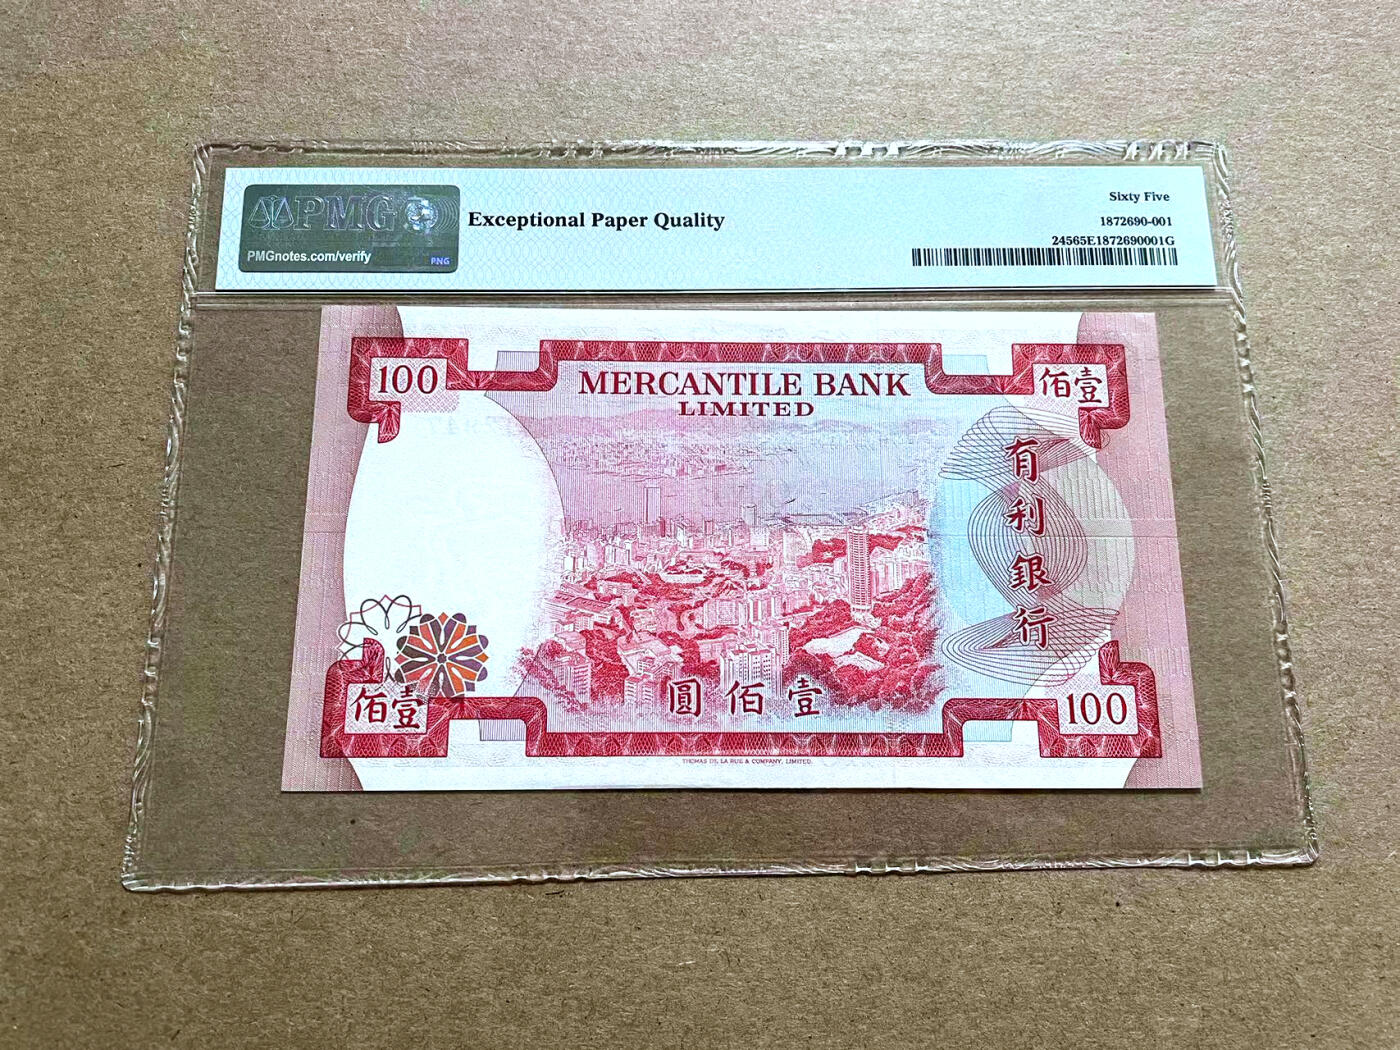 PMG
PMGnotes.com/verify
PNG
Exceptional Paper Quality
Sixty Five
1872690-001
24565E1872690001G
100
MERCANTILE BANK
LIMITED
佰壹
有
利
銀
行
佰壹
圓佰壹
100
THOMAS DE LA RUE & COMPANY, LIMITED.